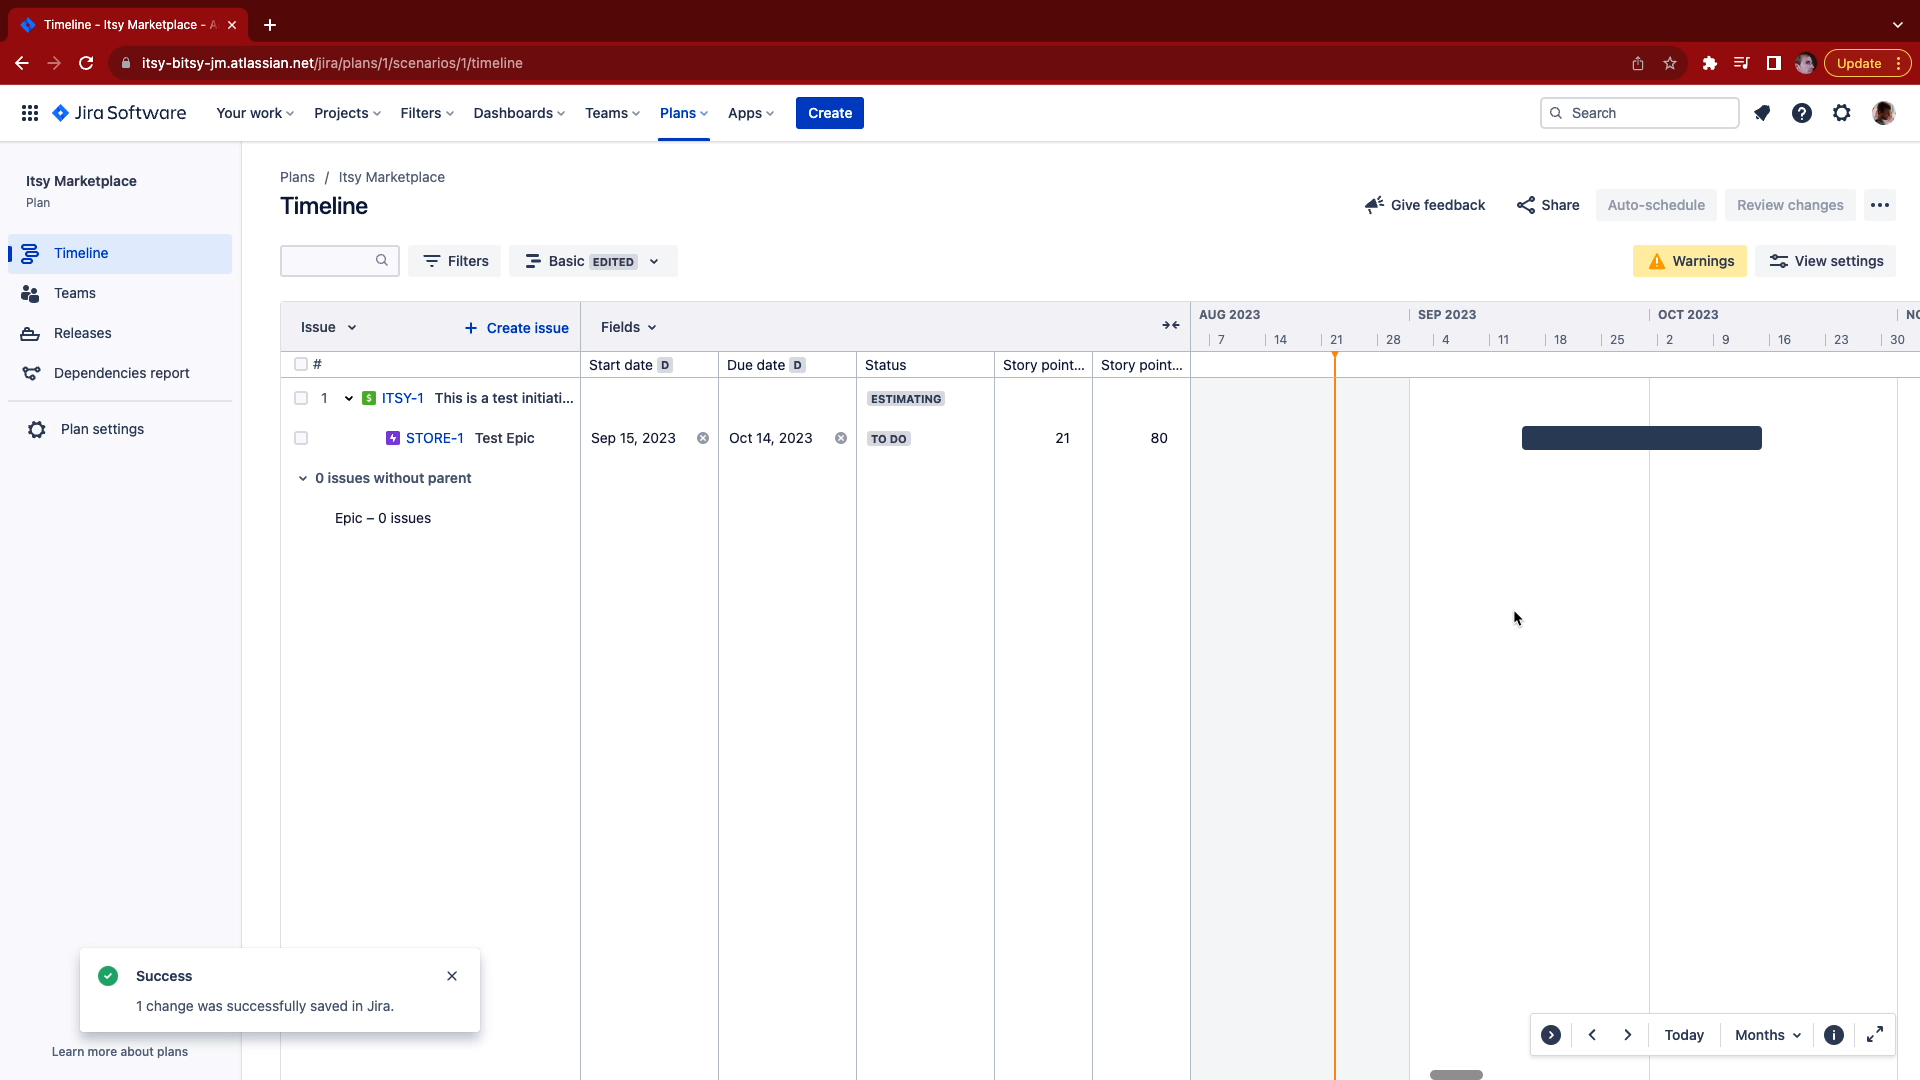 Timeline - Itsy Marketplace - A
itsy-bitsy-jm.atlassian.net/jira/plans/1/scenarios/1/timeline
Update
Jira Software
Your work
Projects
Filters
Dashboards
Teams
Plans
Apps
Create
Search
Itsy Marketplace
Plan
Timeline
Teams
Releases
Dependencies report
Plan settings
Learn more about plans
Plans / Itsy Marketplace
Timeline
Give feedback
Share
Auto-schedule
Review changes
Filters
Basic EDITED
Warnings
View settings
Issue
+ Create issue
Fields
AUG 2023 SEP 2023 OCT 2023 NO
7 14 21 28 4 11 18 25 2 9 16 23 30
# Start date D Due date D Status Story point... Story point...
1 ITSY-1 This is a test initiati... ESTIMATING
STORE-1 Test Epic Sep 15, 2023 Oct 14, 2023 TO DO 21 80
0 issues without parent
Epic – 0 issues
Success
1 change was successfully saved in Jira.
Today
Months